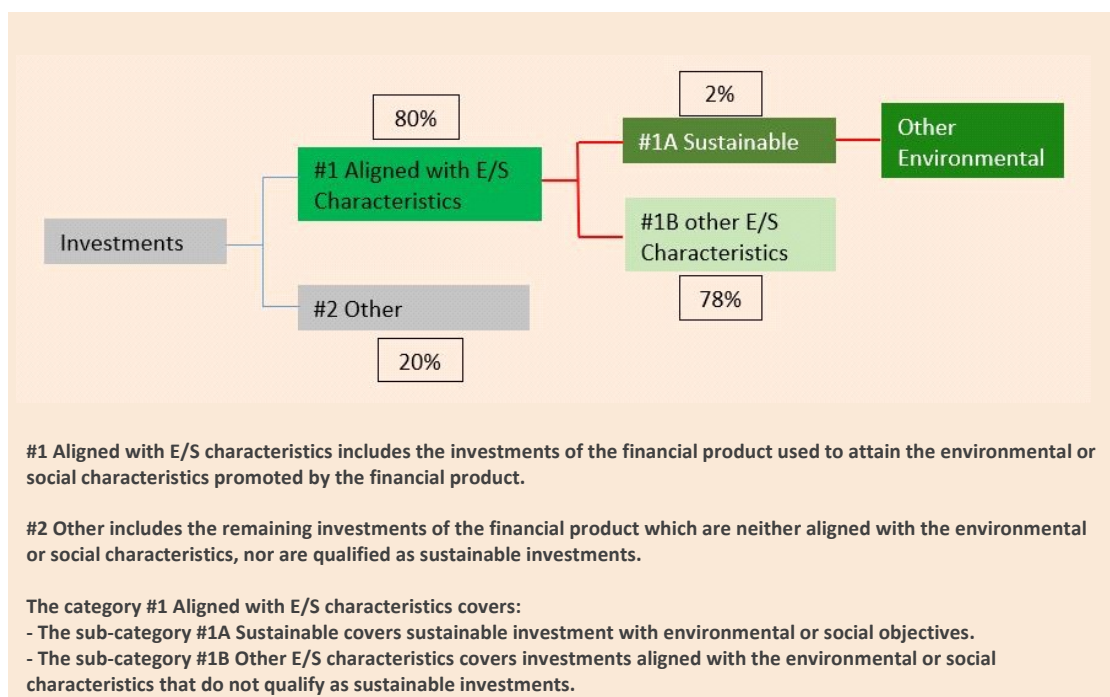 80%
2%
#1 Aligned with E/S
Characteristics
#1A Sustainable
Other
Environmental
Investments
#1B other E/S
Characteristics
78%
#2 Other
20%
#1 Aligned with E/S characteristics includes the investments of the financial product used to attain the environmental or
social characteristics promoted by the financial product.
#2 Other includes the remaining investments of the financial product which are neither aligned with the environmental
or social characteristics, nor are qualified as sustainable investments.
The category #1 Aligned with E/S characteristics covers:
- The sub-category #1A Sustainable covers sustainable investment with environmental or social objectives.
- The sub-category #1B Other E/S characteristics covers investments aligned with the environmental or social
characteristics that do not qualify as sustainable investments.